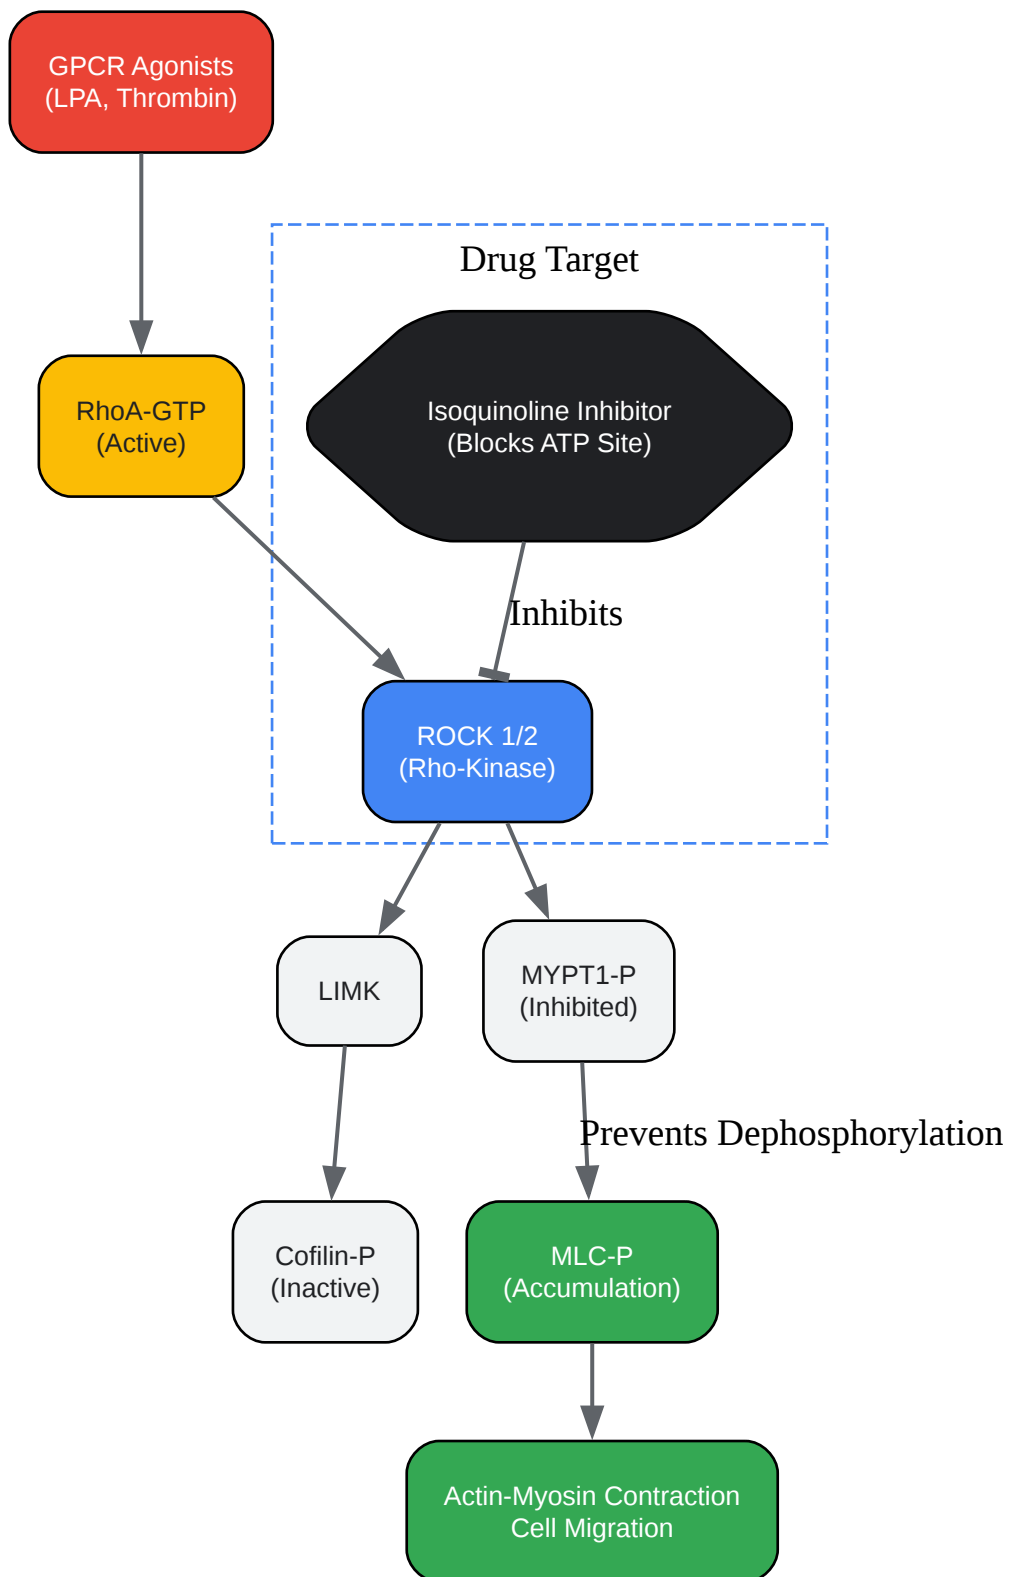 GPCR Agonists
(LPA, Thrombin)
Drug Target
RhoA-GTP
(Active)
Isoquinoline Inhibitor
(Blocks ATP Site)
Inhibits
ROCK 1/2
(Rho-Kinase)
LIMK
MYPT1-P
(Inhibited)
Prevents Dephosphorylation
Cofilin-P
(Inactive)
MLC-P
(Accumulation)
Actin-Myosin Contraction
Cell Migration